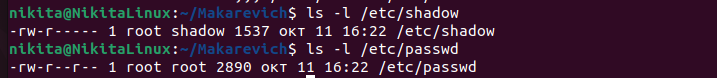 nikita@NikitaLinux:~/Makarevich$ ls -l /etc/shadow
-rw-r----- 1 root shadow 1537 окт 11 16:22 /etc/shadow
nikita@NikitaLinux:~/Makarevich$ ls -l /etc/passwd
-rw-r--r-- 1 root root 2890 окт 11 16:22 /etc/passwd